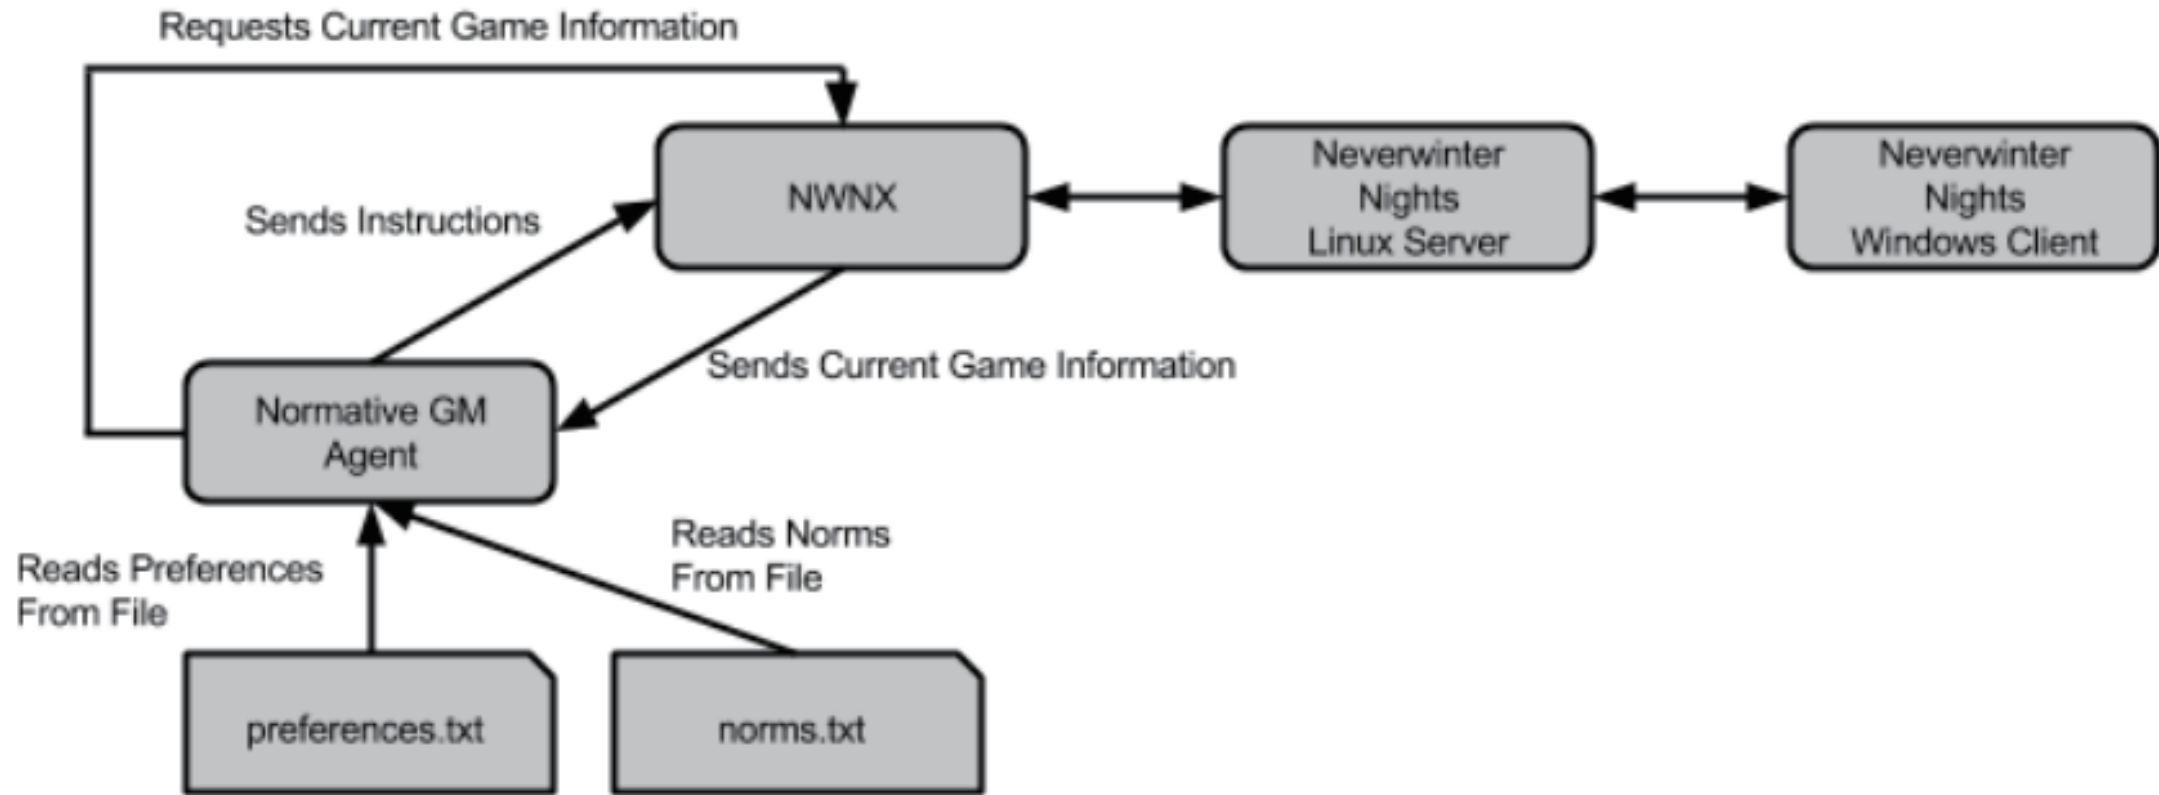 Requests Current Game Information
NWNX
Neverwinter
Nights
Linux Server
Neverwinter
Nights
Windows Client
Sends Instructions
Sends Current Game Information
Normative GM
Agent
Reads Preferences
From File
Reads Norms
From File
preferences.txt
norms.txt